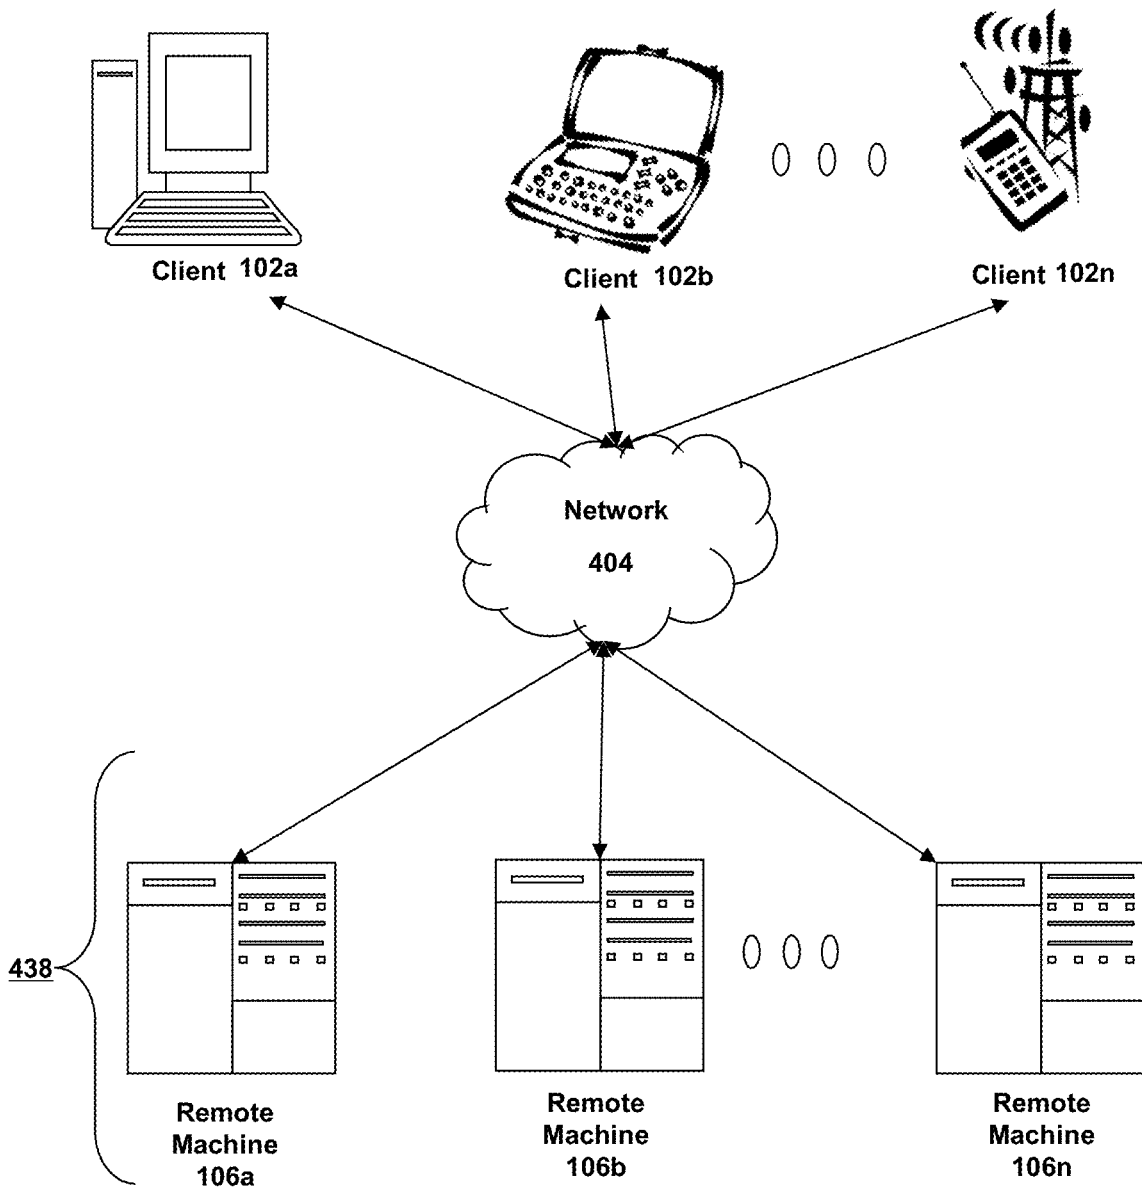 Client 102a
Client 102b
Client 102n
Network
404
438
Remote
Machine
106a
Remote
Machine
106b
Remote
Machine
106n